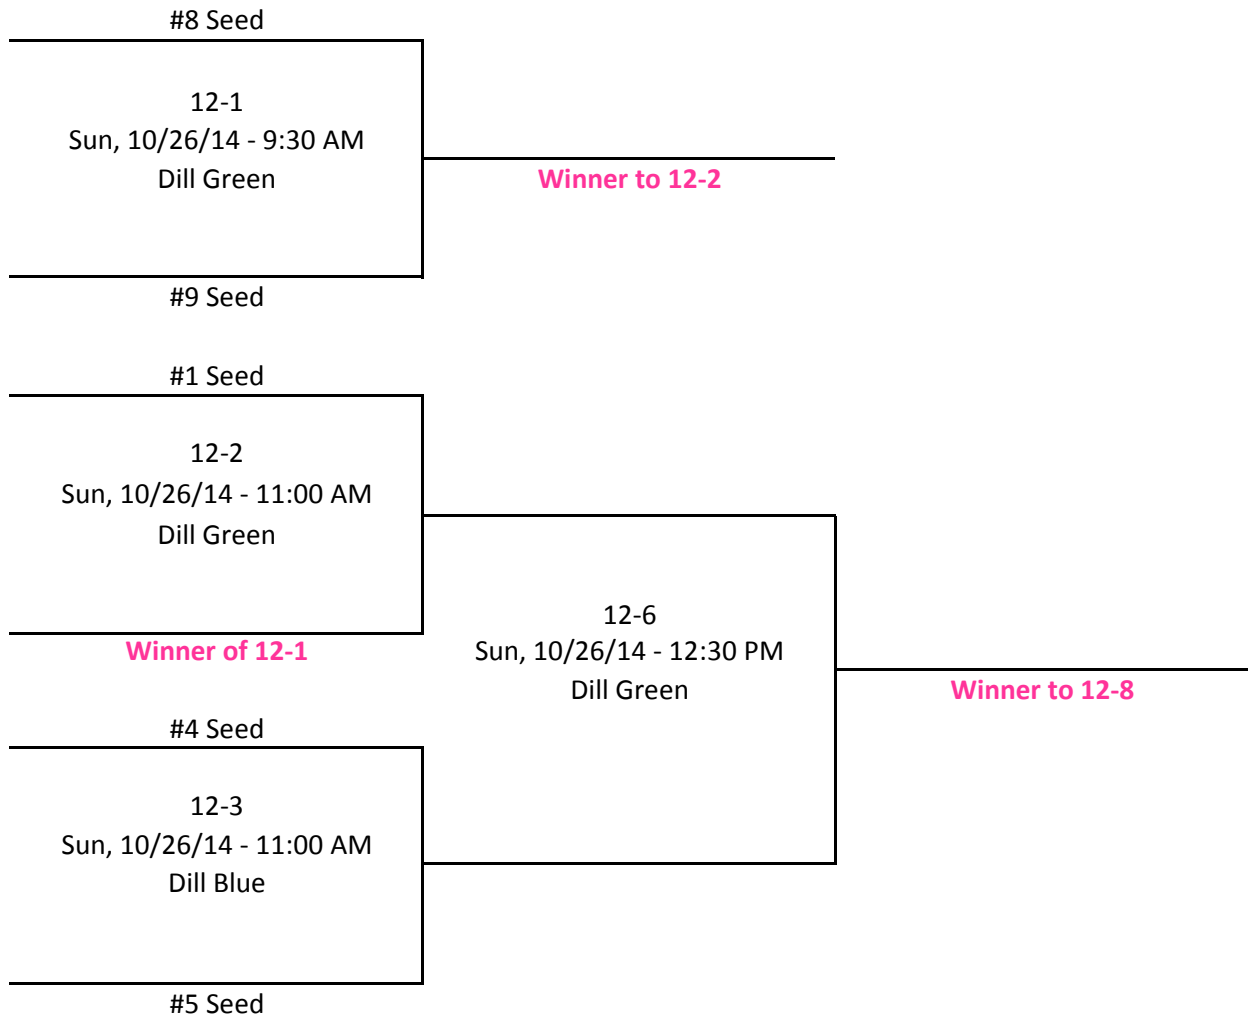 #8 Seed
12-1
Sun, 10/26/14 - 9:30 AM
Dill Green
Winner to 12-2
#9 Seed
#1 Seed
12-2
Sun, 10/26/14 - 11:00 AM
Dill Green
Winner of 12-1
12-6
Sun, 10/26/14 - 12:30 PM
Dill Green
Winner to 12-8
#4 Seed
12-3
Sun, 10/26/14 - 11:00 AM
Dill Blue
#5 Seed